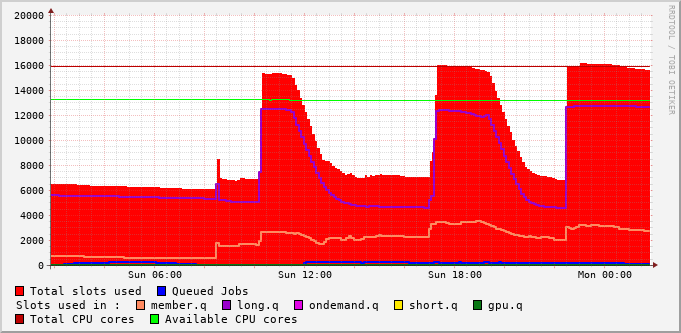 20000
18000
16000
14000
12000
10000
8000
6000
4000
2000
0
Sun 06:00 Sun 12:00 Sun 18:00 Mon 00:00
Total slots used Queued Jobs
Slots used in : member.q long.q ondemand.q short.q gpu.q
Total CPU cores Available CPU cores
RRDTOOL / TOBI OETIKER